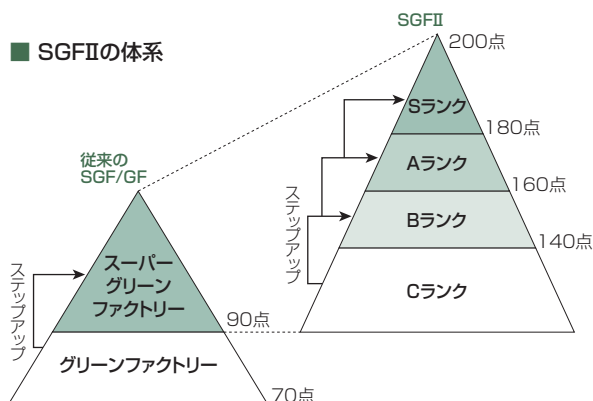 ■ SGFⅡの体系
SGFⅡ
200点
Sランク
180点
Aランク
160点
Bランク
140点
Cランク
ステップアップ
従来の
SGF/GF
スーパー
グリーン
ファクトリー
90点
ステップアップ
グリーンファクトリー
70点